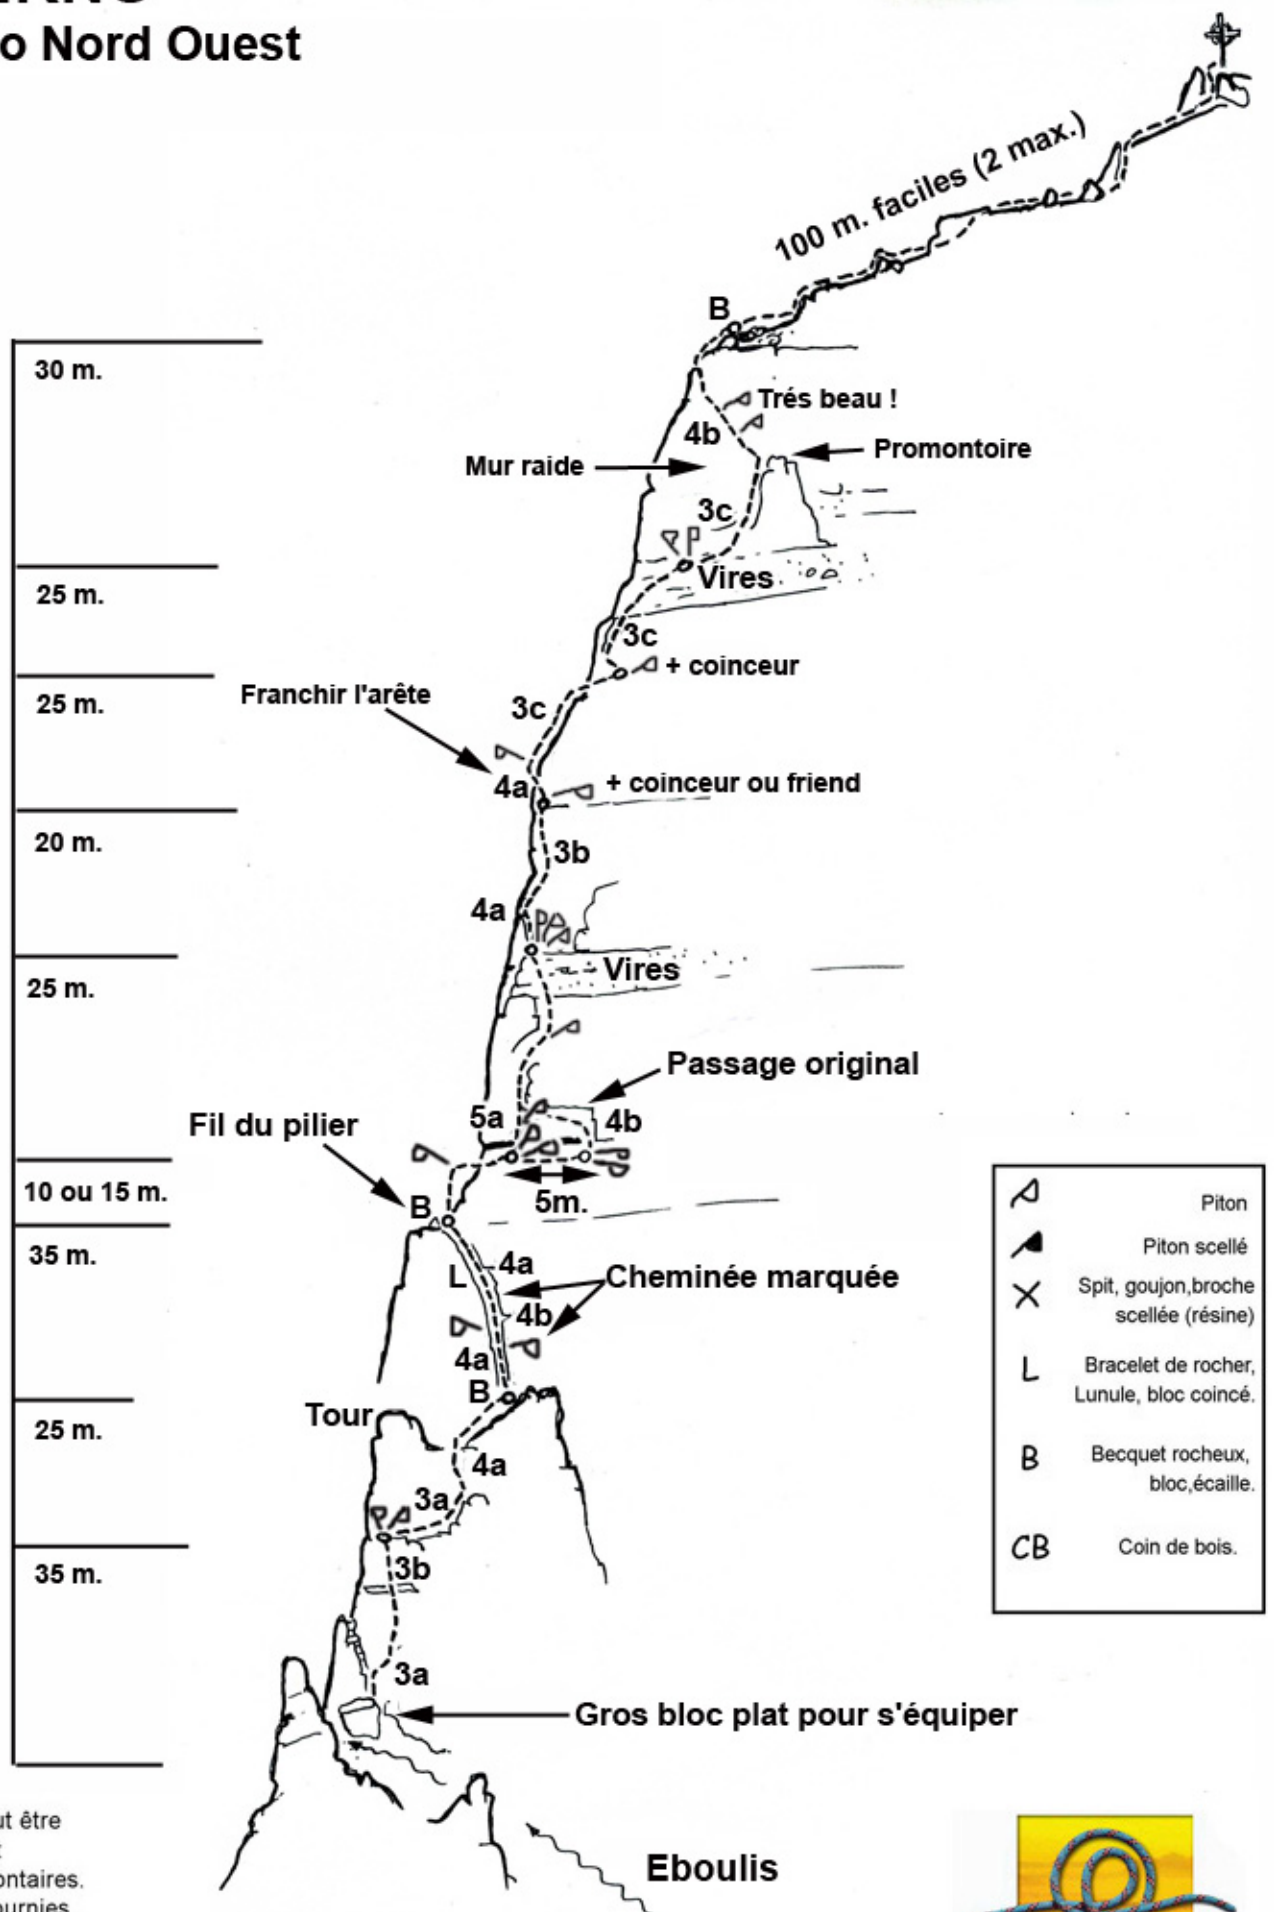 o Nord Ouest
100 m. faciles (2 max.)
B
30 m.
Trés beau !
4b
Promontoire
Mur raide
3c
Vires
25 m.
3c
+ coinceur
Franchir l'arête
25 m.
3c
4a
+ coinceur ou friend
20 m.
3b
4a
Vires
25 m.
Passage original
5a
4b
Fil du pilier
10 ou 15 m.
5m.
B
35 m.
4a
L
Cheminée marquée
4b
4a
B
Tour
25 m.
4a
3a
3b
35 m.
3a
Gros bloc plat pour s'équiper
Eboulis
Piton
Piton scellé
Spit, goujon,broche
scellée (résine)
L Bracelet de rocher,
Lunule, bloc coincé.
B Becquet rocheux,
bloc,écaille.
CB Coin de bois.
ut être
ontaires.
ournies